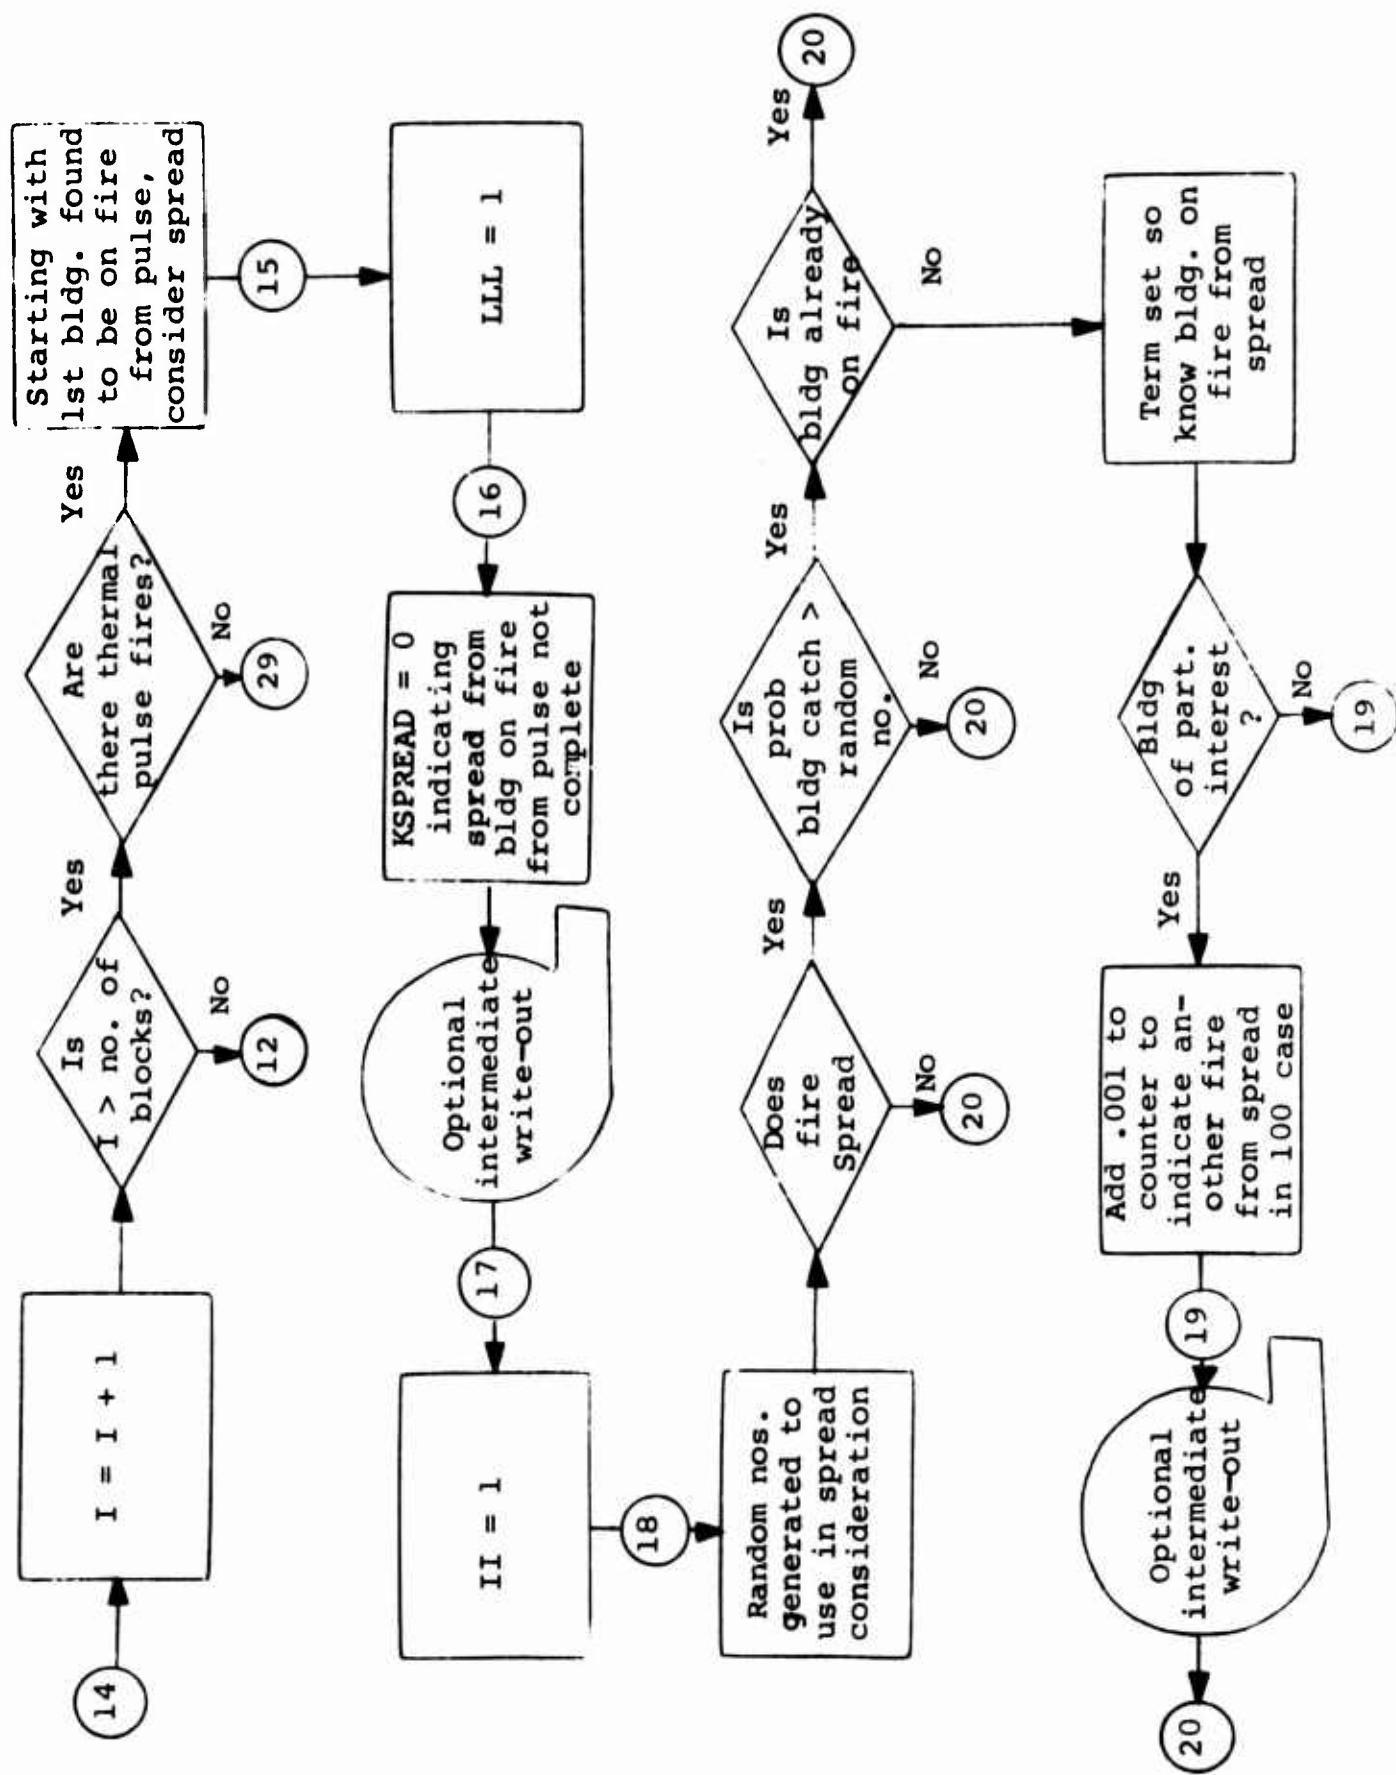 14
I = I + 1
Is
I > no. of
blocks?
No
12
Yes
Are
there thermal
pulse fires?
No
29
Yes
Starting with
1st bldg. found
to be on fire
from pulse,
consider spread
15
LLL = 1
16
KSPREAD = 0
indicating
spread from
bldg on fire
from pulse not
complete
Optional
intermediate
write-out
17
II = 1
18
Random nos.
generated to
use in spread
consideration
Does
fire
Spread
No
20
Yes
Is
prob
bldg catch >
random
no.
No
20
Yes
Is
bldg already
on fire
Yes
20
No
Term set so
know bldg. on
fire from
spread
Bldg
of part.
interest
?
No
19
Yes
Add .001 to
counter to
indicate an-
other fire
from spread
in 100 case
19
Optional
intermediate
write-out
20